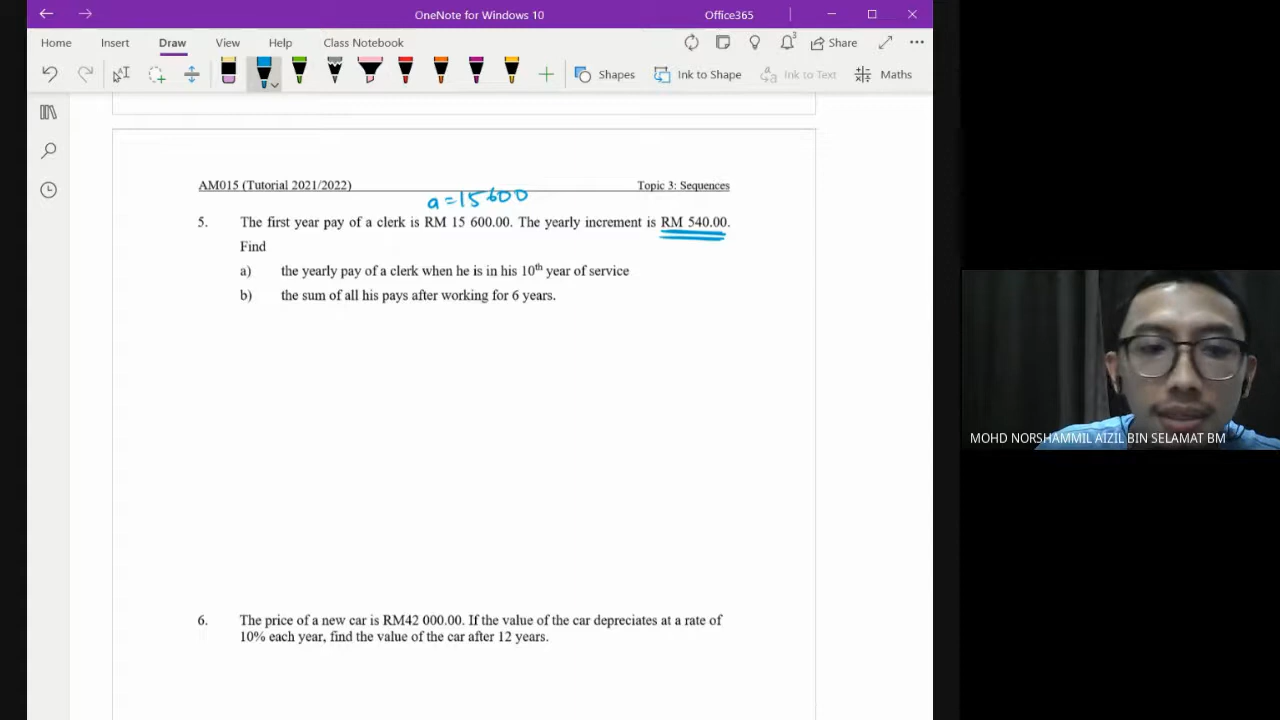 OneNote for Windows 10
Office365
Home Insert Draw View Help Class Notebook
3
Share
Shapes
Ink to Shape
Ink to Text
Maths
AM015 (Tutorial 2021/2022) Topic 3: Sequences
a=15600
5. The first year pay of a clerk is RM 15 600.00. The yearly increment is RM 540.00.
Find
a) the yearly pay of a clerk when he is in his 10th year of service
b) the sum of all his pays after working for 6 years.
MOHD NORSHAMMIL AIZIL BIN SELAMAT BM
6. The price of a new car is RM42 000.00. If the value of the car depreciates at a rate of
10% each year, find the value of the car after 12 years.